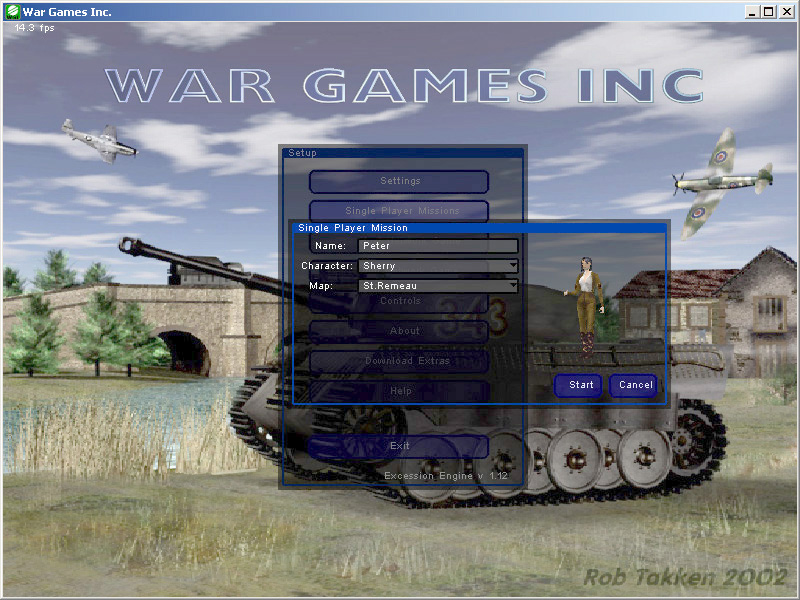 War Games Inc.
14.3 fps
WAR GAMES INC
Setup
Settings
Single Player Missions
Single Player Mission
Name: Peter
Character: Sherry
Map: St.Remeau
Controls
343
About
Download Extras
Start Cancel
Help
Exit
Excession Engine v 1.12
Rob Takken 2002